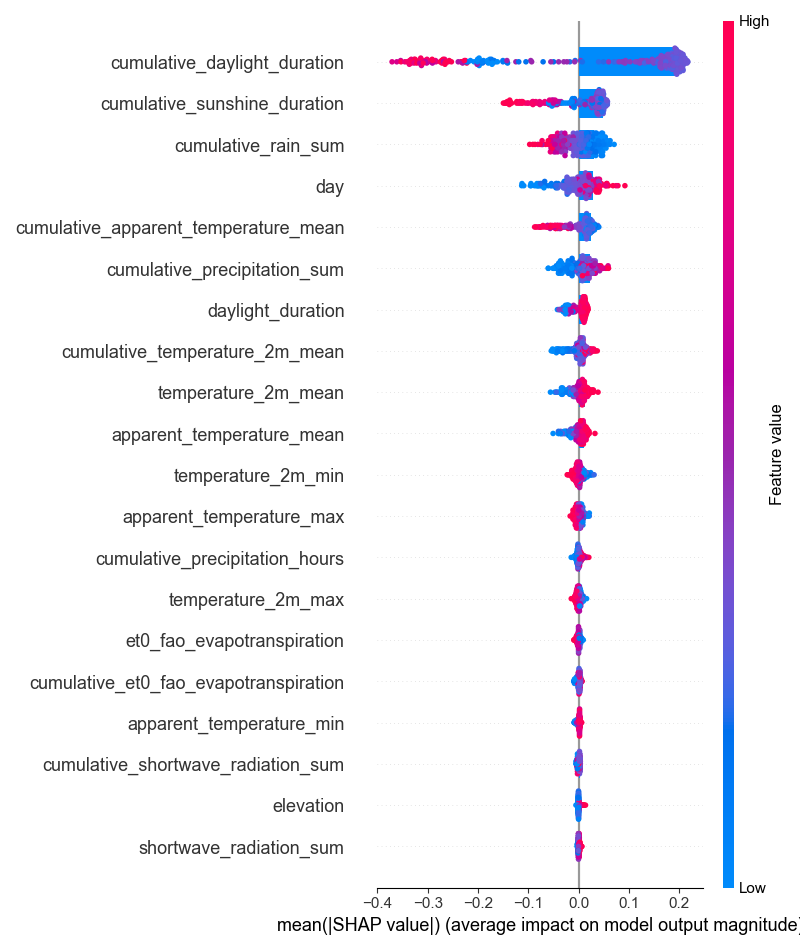 High
cumulative_daylight_duration
cumulative_sunshine_duration
cumulative_rain_sum
day
cumulative_apparent_temperature_mean
cumulative_precipitation_sum
daylight_duration
cumulative_temperature_2m_mean
temperature_2m_mean
apparent_temperature_mean
temperature_2m_min
apparent_temperature_max
cumulative_precipitation_hours
temperature_2m_max
et0_fao_evapotranspiration
cumulative_et0_fao_evapotranspiration
apparent_temperature_min
cumulative_shortwave_radiation_sum
elevation
shortwave_radiation_sum
Feature value
Low
−0.4 −0.3 −0.2 −0.1 0.0 0.1 0.2
mean(|SHAP value|) (average impact on model output magnitude)